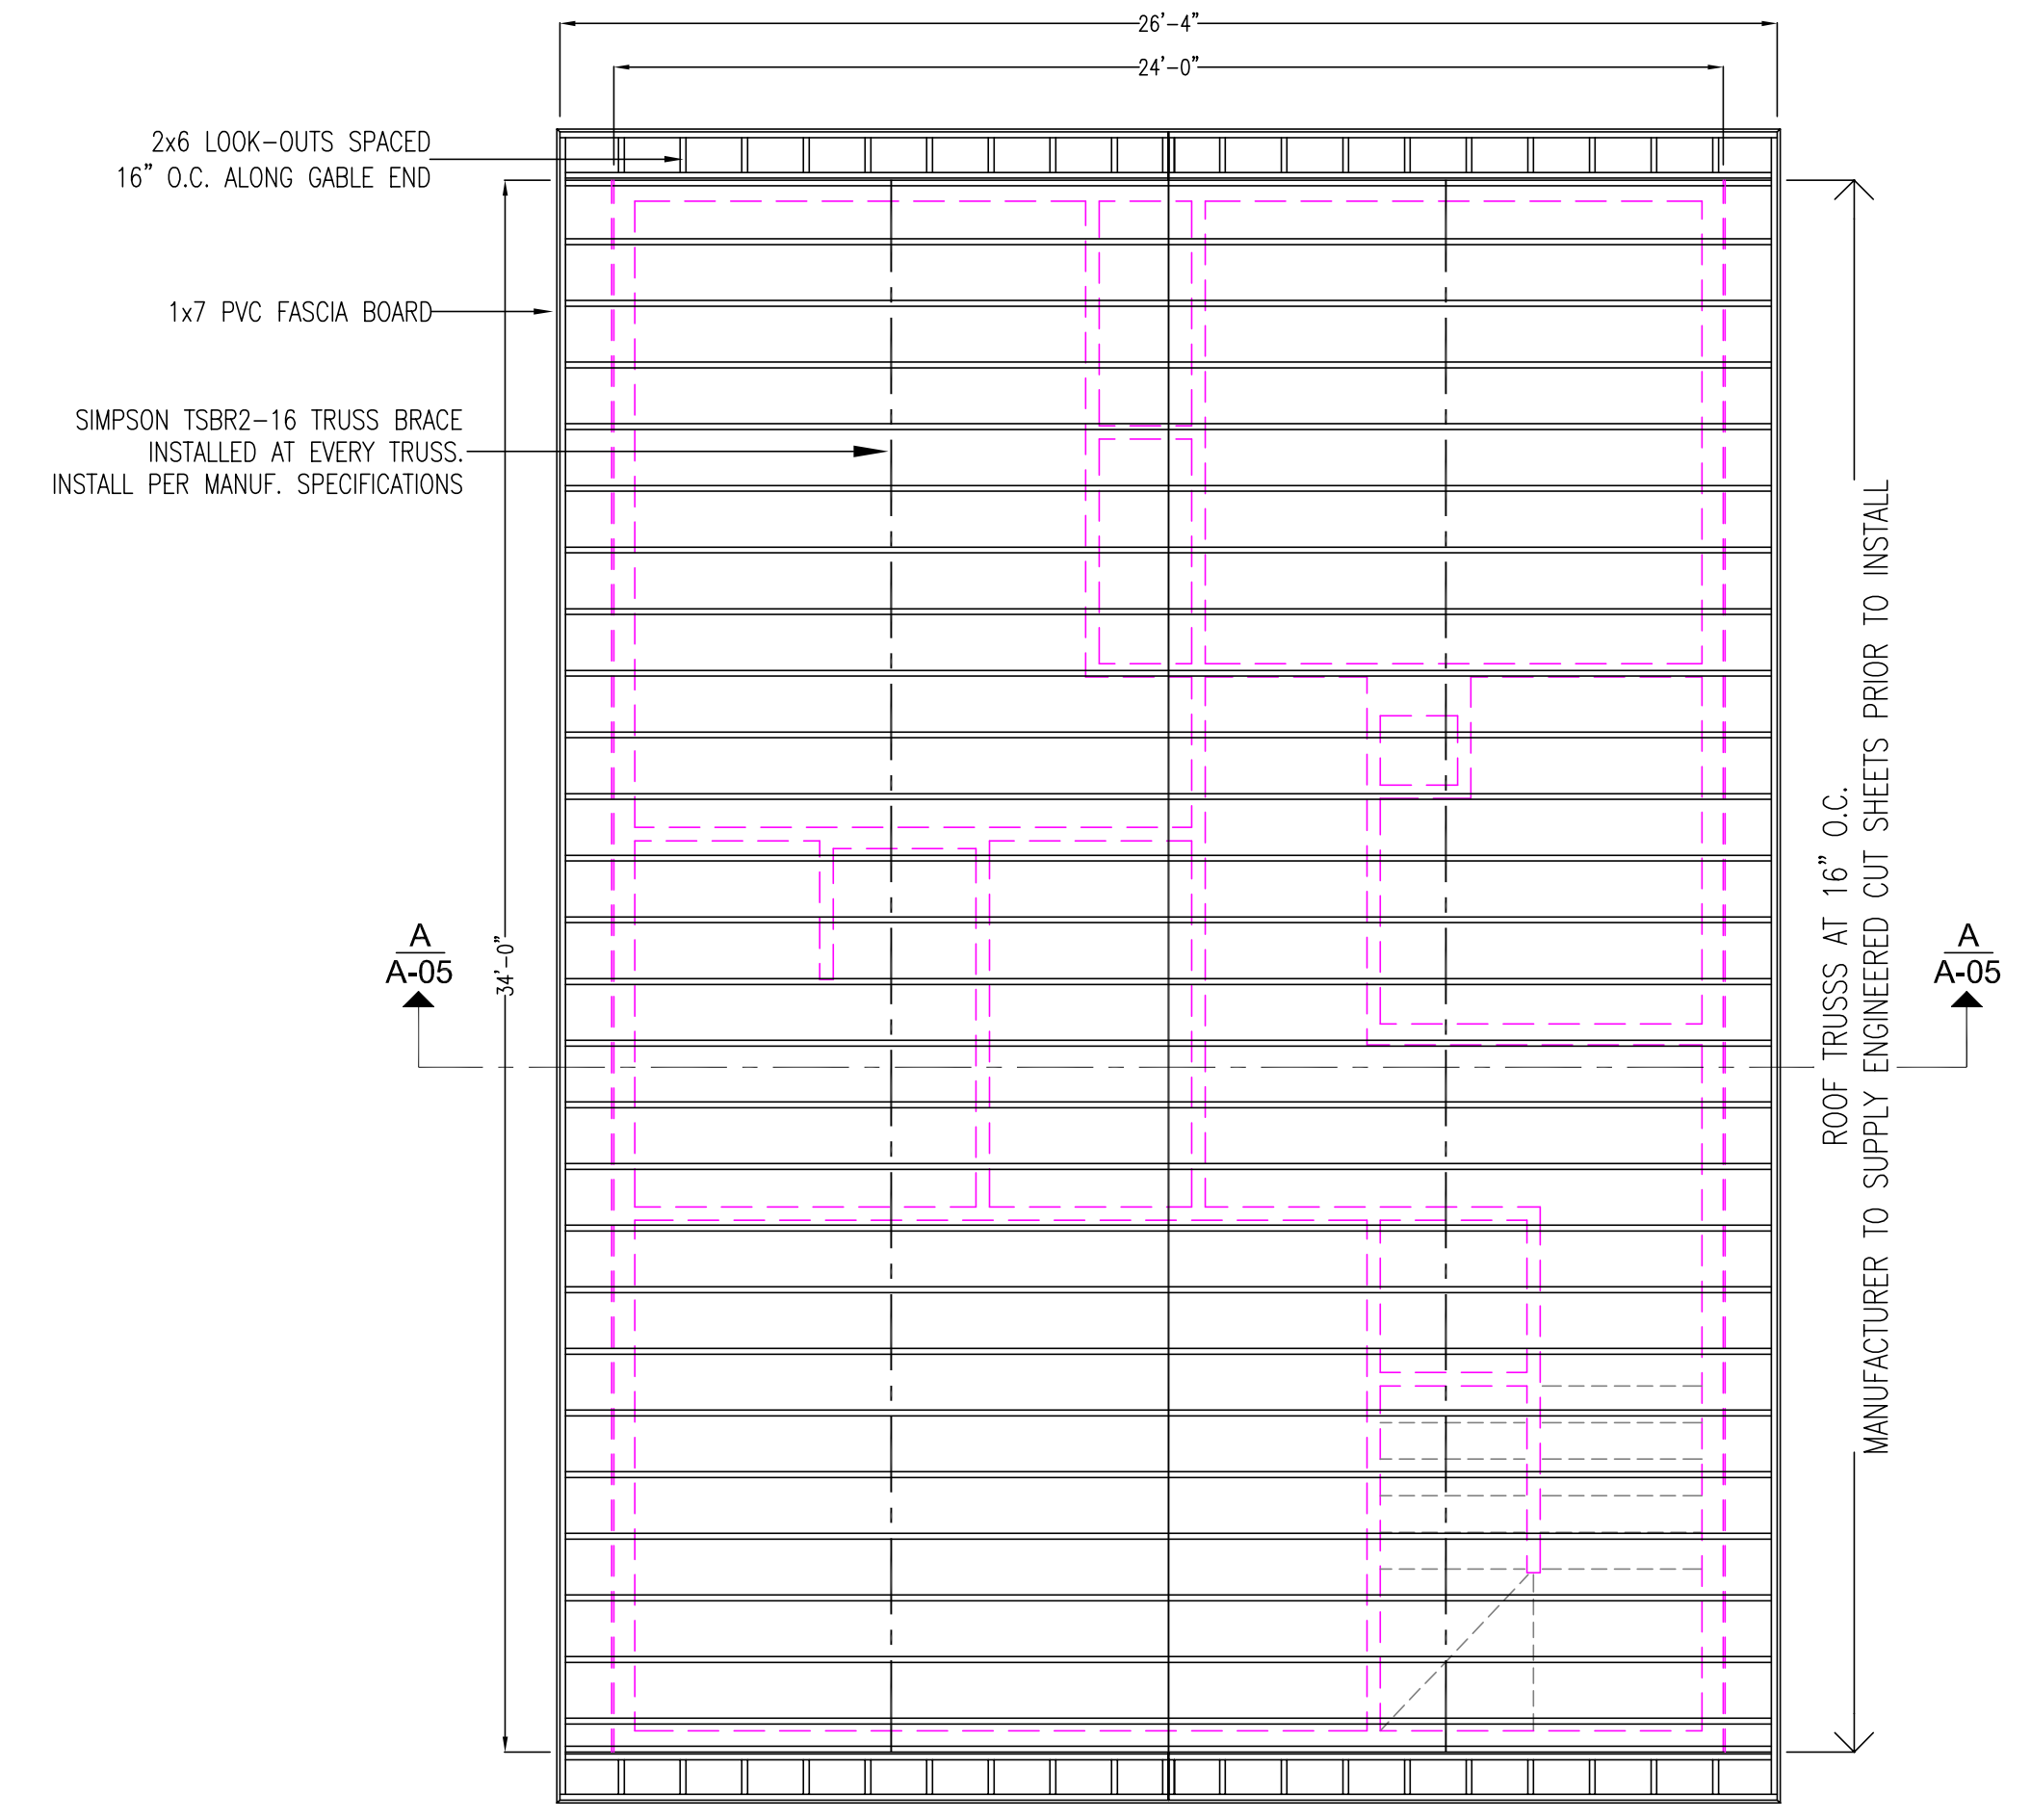 26'-4"
24'-0"
2x6 LOOK-OUTS SPACED
16" O.C. ALONG GABLE END
1x7 PVC FASCIA BOARD
SIMPSON TSBR2-16 TRUSS BRACE
INSTALLED AT EVERY TRUSS.
INSTALL PER MANUF. SPECIFICATIONS
34'-0"
A
A-05
ROOF TRUSSS AT 16" O.C.
MANUFACTURER TO SUPPLY ENGINEERED CUT SHEETS PRIOR TO INSTALL
A
A-05